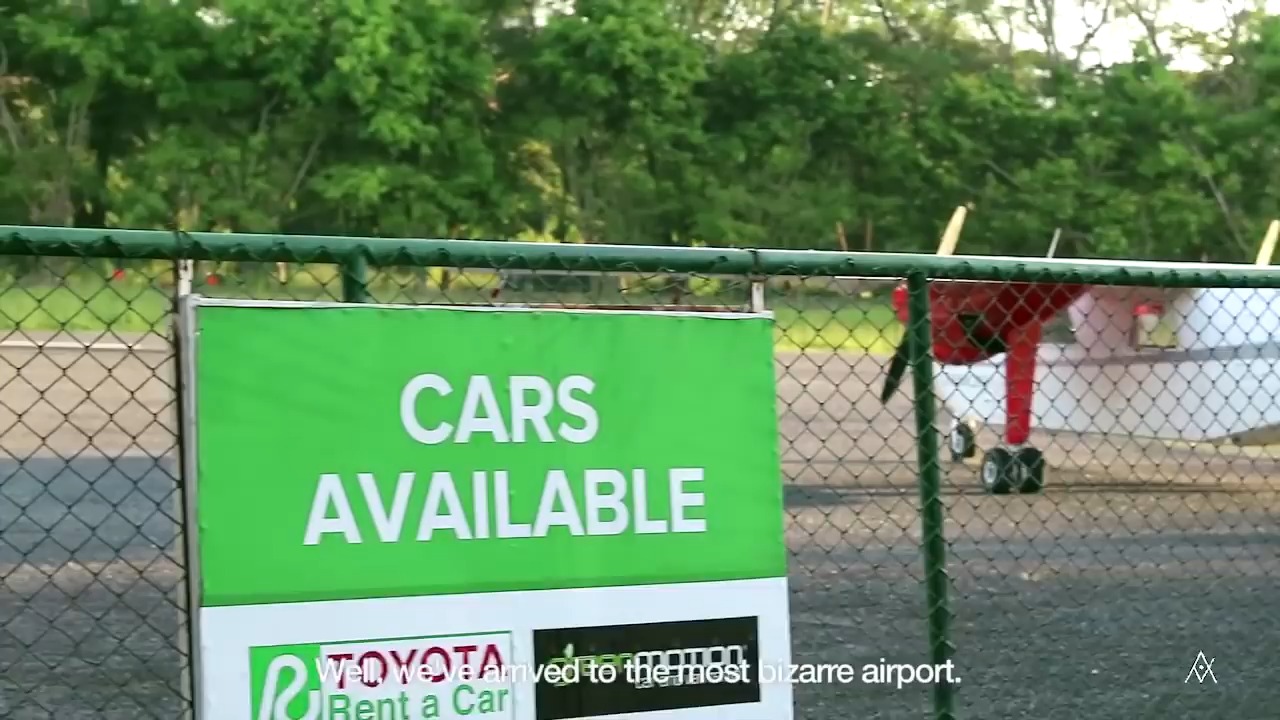 CARS
AVAILABLE
TOYOTA
Rent a Car
Well, we've arrived to the most bizarre airport.